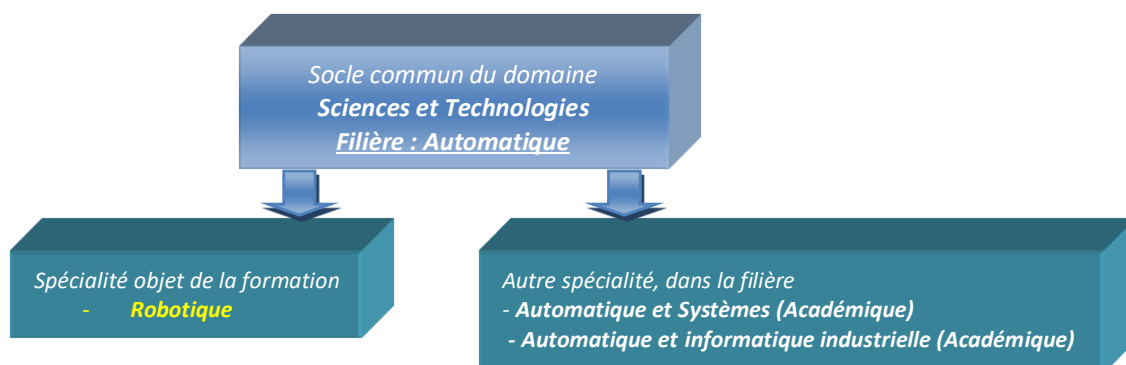 Socle commun du domaine
Sciences et Technologies
Filière : Automatique
Spécialité objet de la formation
- Robotique
Autre spécialité, dans la filière
- Automatique et Systèmes (Académique)
- Automatique et informatique industrielle (Académique)